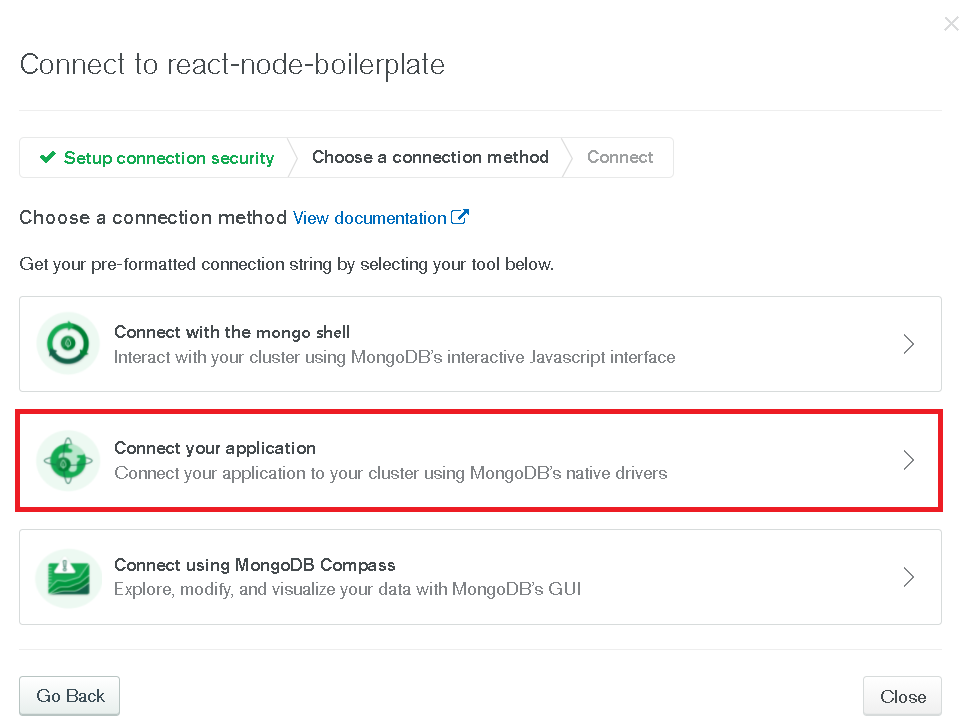 Connect to react-node-boilerplate
Setup connection security Choose a connection method Connect
Choose a connection method View documentation
Get your pre-formatted connection string by selecting your tool below.
Connect with the mongo shell
Interact with your cluster using MongoDB's interactive Javascript interface
Connect your application
Connect your application to your cluster using MongoDB's native drivers
Connect using MongoDB Compass
Explore, modify, and visualize your data with MongoDB's GUI
Go Back Close